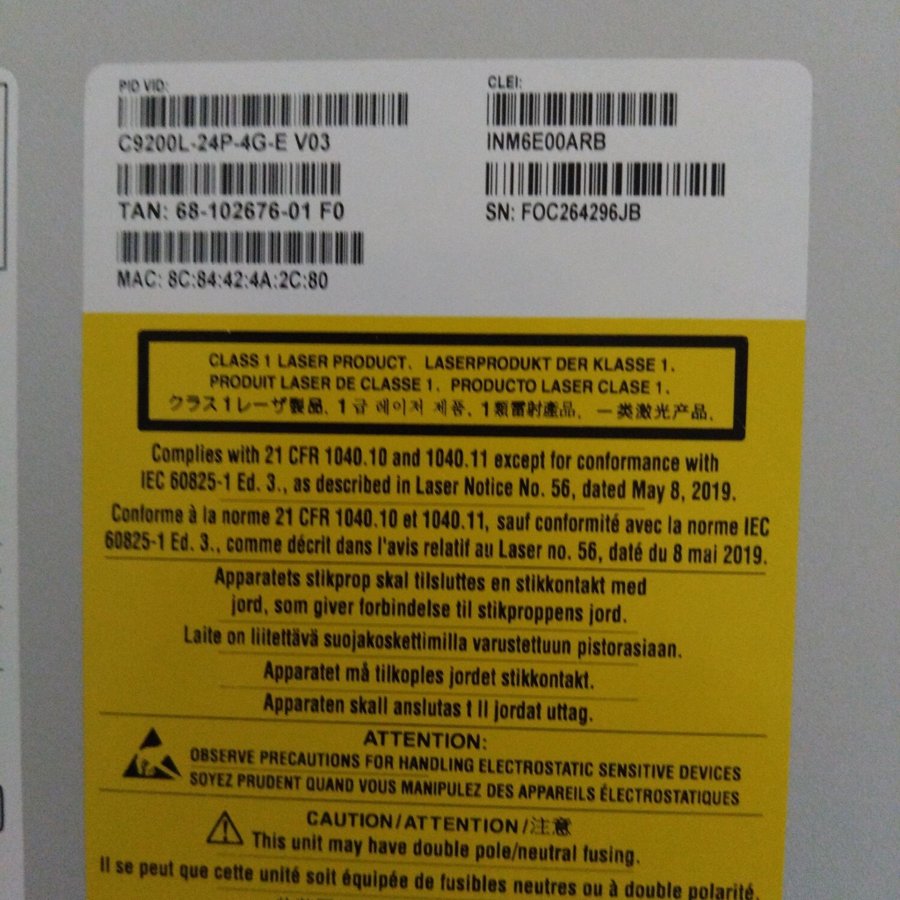 PID VID:
C9200L-24P-4G-E V03
TAN: 68-102676-01 F0
MAC: 8C:84:42:4A:2C:80
CLEI:
INM6E00ARB
SN: FOC264296JB
CLASS 1 LASER PRODUCT. LASERPRODUKT DER KLASSE 1.
PRODUIT LASER DE CLASSE 1. PRODUCTO LASER CLASE 1.
クラス1レーザ製品、1급 레이저 제품、1類雷射產品、一类激光产品、
Complies with 21 CFR 1040.10 and 1040.11 except for conformance with
IEC 60825-1 Ed. 3., as described in Laser Notice No. 56, dated May 8, 2019.
Conforme à la norme 21 CFR 1040.10 et 1040.11, sauf conformité avec la norme IEC
60825-1 Ed. 3., comme décrit dans l'avis relatif au Laser no. 56, daté du 8 mai 2019.
Apparatets stikprop skal tilsluttes en stikkontakt med
jord, som giver forbindelse til stikproppens jord.
Laite on liitettävä suojakoskettimilla varustettuun pistorasiaan.
Apparatet må tilkoples jordet stikkontakt.
Apparaten skall anslutas t ll jordat uttag.
ATTENTION:
OBSERVE PRECAUTIONS FOR HANDLING ELECTROSTATIC SENSITIVE DEVICES
SOYEZ PRUDENT QUAND VOUS MANIPULEZ DES APPAREILS ÉLECTROSTATIQUES
CAUTION/ATTENTION/注意
This unit may have double pole/neutral fusing.
Il se peut que cette unité soit équipée de fusibles neutres ou à double polarité.